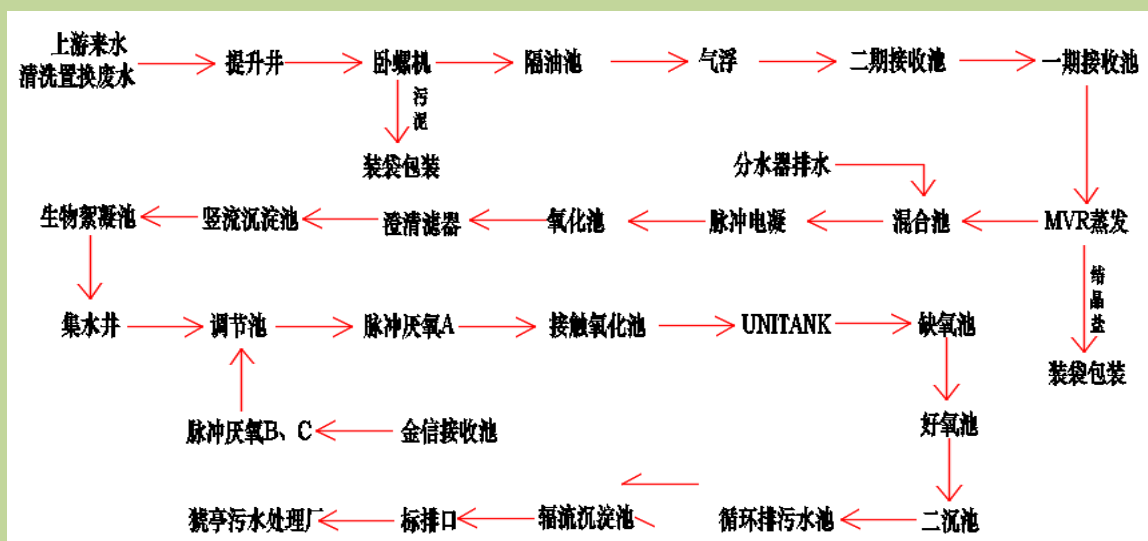 上游来水
清洗置换废水
提升井
卧螺机
隔油池
气浮
二期接收池
一期接收池
污泥
装袋包装
分水器排水
生物絮凝池
竖流沉淀池
澄清滤器
氧化池
脉冲电凝
混合池
MVR蒸发
结晶盐
集水井
调节池
脉冲厌氧A
接触氧化池
UNITANK
缺氧池
装袋包装
脉冲厌氧B、C
金信接收池
好氧池
猇亭污水处理厂
标排口
辐流沉淀池
循环排污水池
二沉池